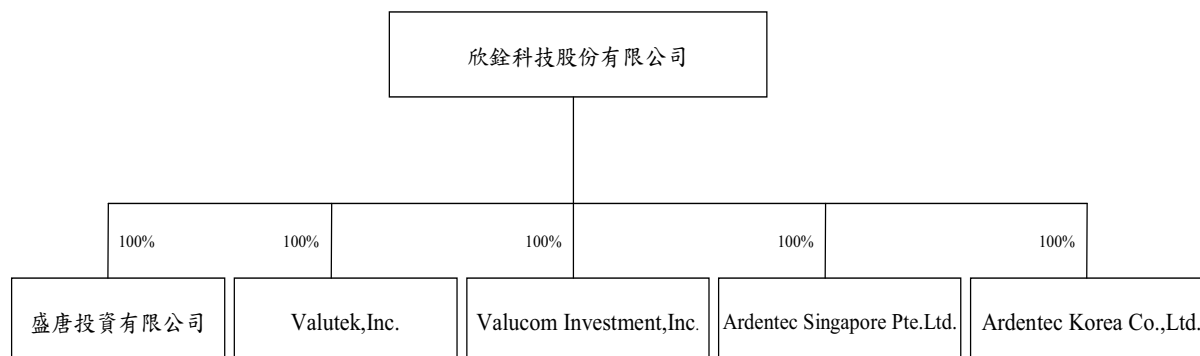 欣銓科技股份有限公司
100%
100%
100%
100%
100%
盛唐投資有限公司
Valutek,Inc.
Valucom Investment,Inc.
Ardentec Singapore Pte.Ltd.
Ardentec Korea Co.,Ltd.